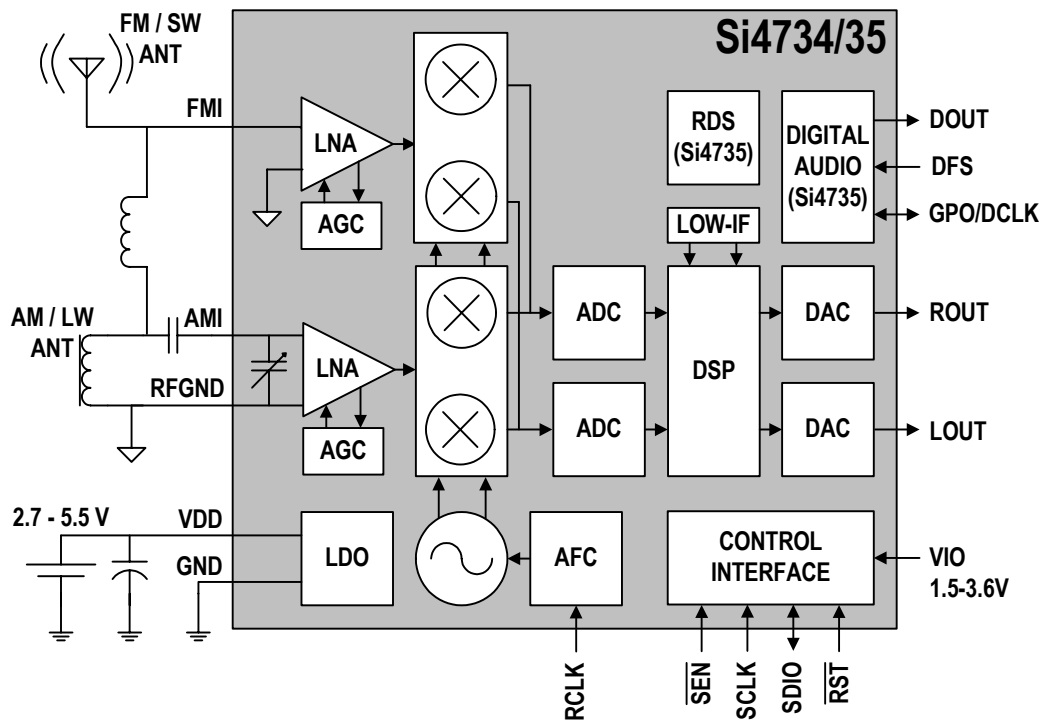 Si4734/35
FM / SW
ANT
FMI
LNA
AGC
RDS
(Si4735)
DIGITAL
AUDIO
(Si4735)
DOUT
DFS
GPO/DCLK
LOW-IF
AM / LW
ANT
AMI
RFGND
LNA
AGC
ADC
ADC
DSP
DAC
DAC
ROUT
LOUT
2.7 - 5.5 V
VDD
GND
LDO
AFC
CONTROL
INTERFACE
VIO
1.5-3.6V
RCLK
SEN
SCLK
SDIO
RST